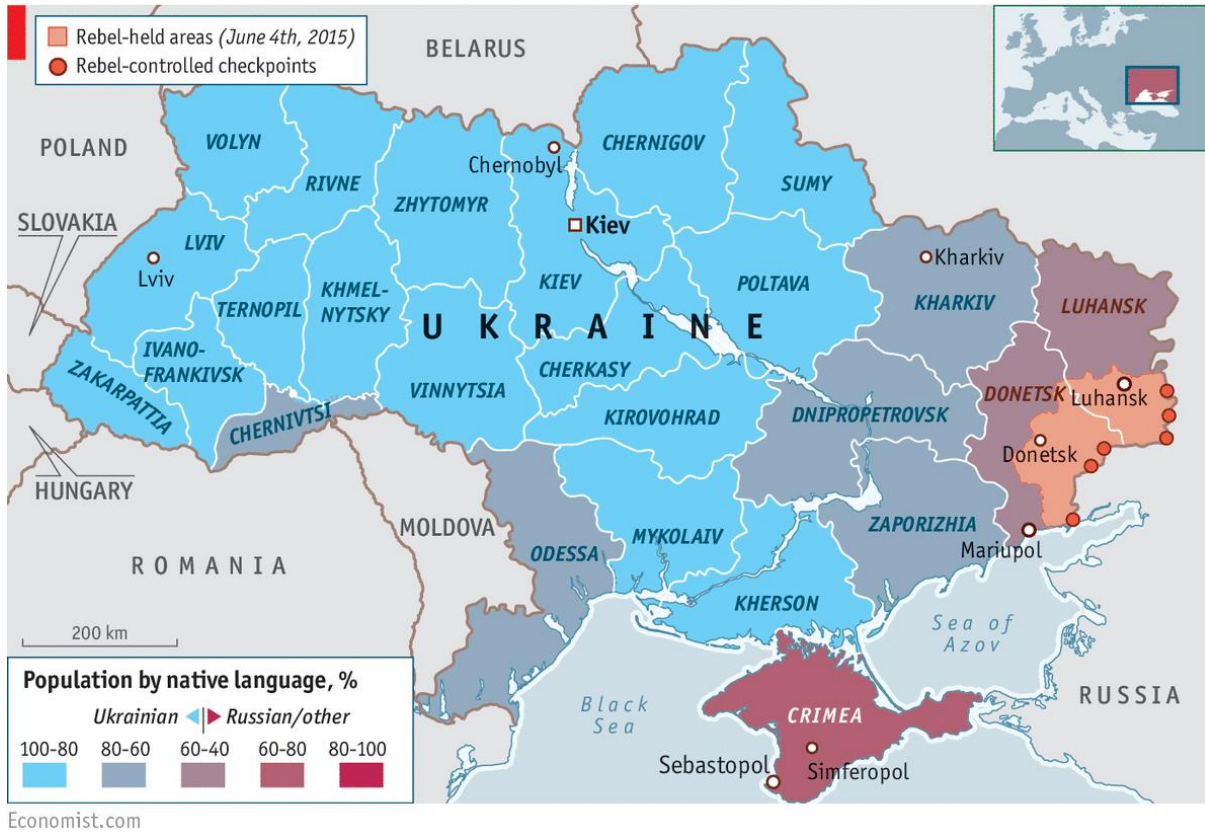 Rebel-held areas (June 4th, 2015)
Rebel-controlled checkpoints
BELARUS
POLAND
SLOVAKIA
HUNGARY
ROMANIA
MOLDOVA
RUSSIA
UKRAINE
VOLYN
RIVNE
ZHYTOMYR
Chernobyl
CHERNIGOV
SUMY
Kiev
LVIV
Lviv
TERNOPIL
KHMEL-
NYTSKY
KIEV
POLTAVA
Kharkiv
KHARKIV
LUHANSK
IVANO-
FRANKIVSK
ZAKARPATTIA
CHERNIVTSI
VINNYTSIA
CHERKASY
KIROVOHRAD
DNIPROPETROVSK
DONETSK
Luhansk
Donetsk
ODESSA
MYKOLAIV
ZAPORIZHIA
Mariupol
KHERSON
Sea of
Azov
Black
Sea
CRIMEA
Sebastopol
Simferopol
200 km
Population by native language, %
Ukrainian Russian/other
100-80 80-60 60-40 60-80 80-100
Economist.com